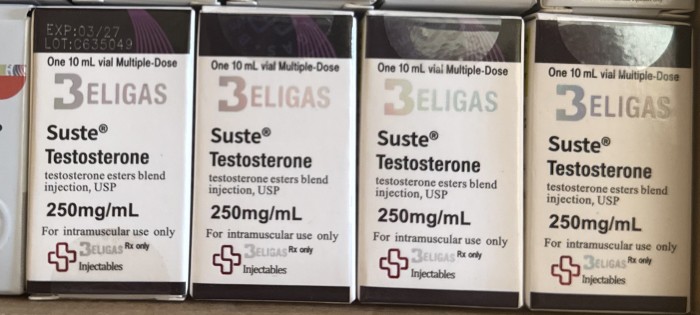 EXP:03/27
LOT:C635049
One 10 mL vial Multiple-Dose
BELIGAS
Suste®
Testosterone
testosterone esters blend
injection, USP
250mg/mL
For intramuscular use only
BELIGAS Rx only
Injectables
One 10 mL vial Multiple-Dose
BELIGAS
Suste®
Testosterone
testosterone esters blend
injection, USP
250mg/mL
For intramuscular use only
BELIGAS Rx only
Injectables
One 10 mL vial Multiple-Dose
BELIGAS
Suste®
Testosterone
testosterone esters blend
injection, USP
250mg/mL
For intramuscular use only
BELIGAS Rx only
Injectables
One 10 mL vial Multiple-Dose
BELIGAS
Suste®
Testosterone
testosterone esters blend
injection, USP
250mg/mL
For intramuscular use only
BELIGAS Rx only
Injectables